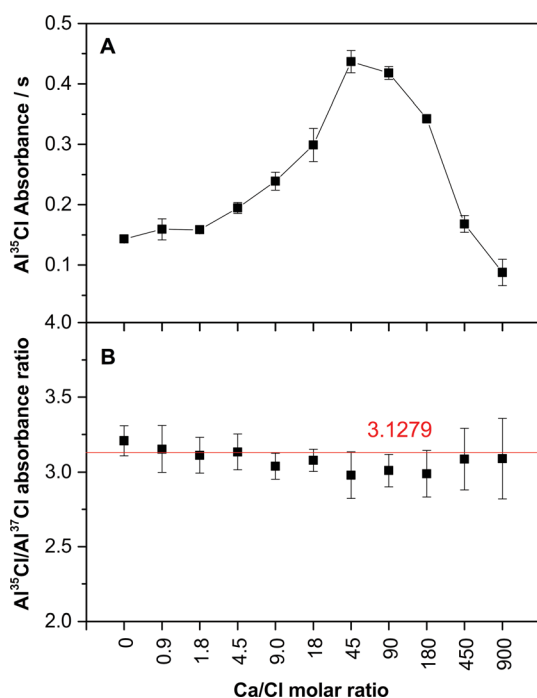 A
Al³⁵Cl Absorbance / s
0.5
0.4
0.3
0.2
0.1
4.0
B
Al³⁵Cl/Al³⁷Cl absorbance ratio
3.5
3.0
2.5
2.0
3.1279
0 0.9 1.8 4.5 9.0 18 45 90 180 450 900
Ca/Cl molar ratio